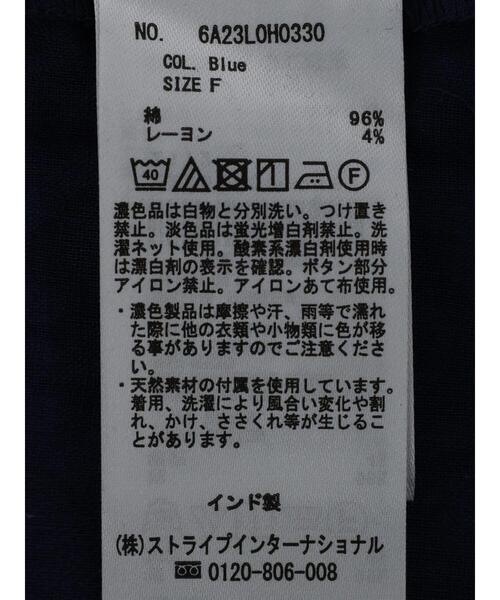 NO. 6A23L0H0330
COL. Blue
SIZE F
綿 96%
レーヨン 4%
40 F
濃色品は白物と分別洗い。つけ置き
禁止。淡色品は蛍光増白剤禁止。洗
濯ネット使用。酸素系漂白剤使用時
は漂白剤の表示を確認。ボタン部分
アイロン禁止。アイロンあて布使用。
・濃色製品は摩擦や汗、雨等で濡れ
た際に他の衣類や小物類に色が移
る事がありますのでご注意くださ
い。
・天然素材の付属を使用しています。
着用、洗濯により風合い変化や割
れ、かけ、ささくれ等が生じるこ
とがあります。
インド製
(株)ストライプインターナショナル
0120-806-008